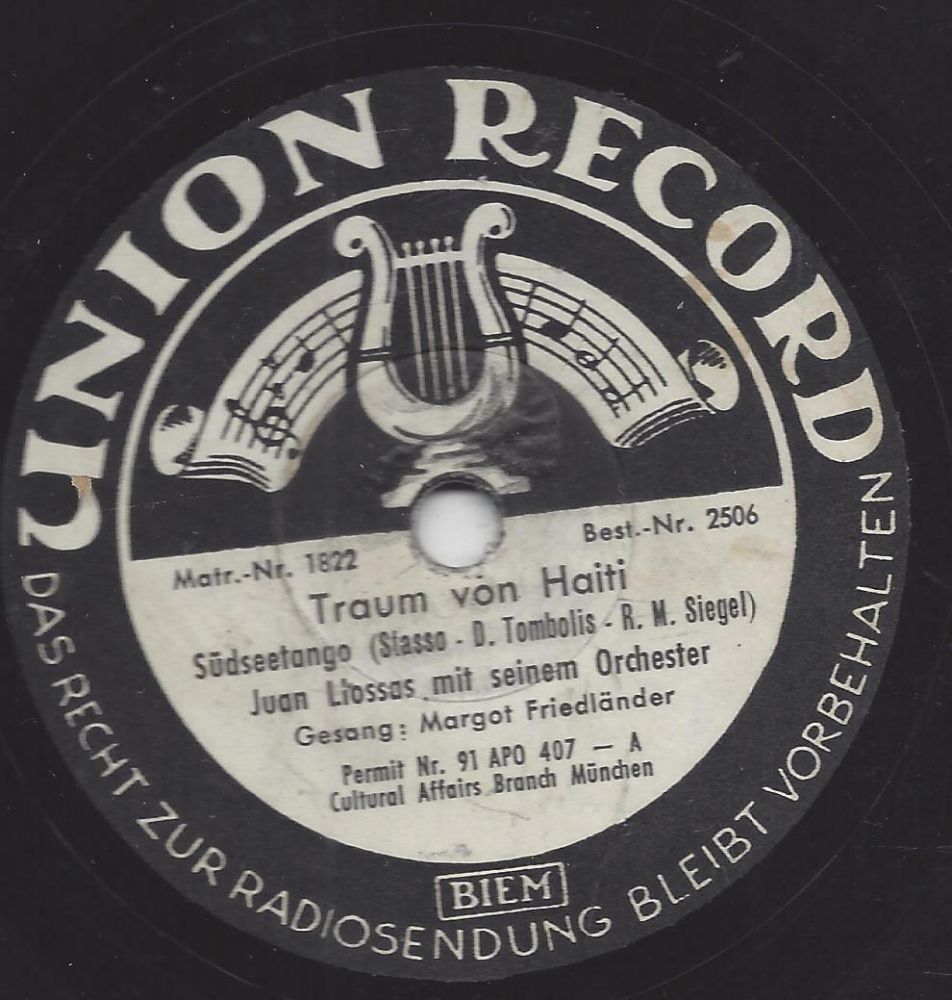 UNION RECORD
Matr.-Nr. 1822
Best.-Nr. 2506
Traum von Haiti
Südseetango (Stasso - D. Tombolis - R. M. Siegel)
Juan Llossas mit seinem Orchester
Gesang: Margot Friedländer
Permit Nr. 91 APO 407 — A
Cultural Affairs Branch München
BIEM
DAS RECHT ZUR RADIOSENDUNG BLEIBT VORBEHALTEN